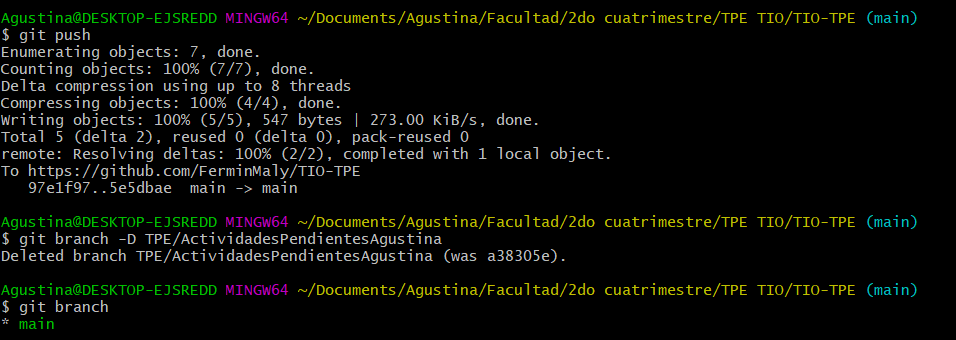 Agustina@DESKTOP-EJSREDD MINGW64 ~/Documents/Agustina/Facultad/2do cuatrimestre/TPE TIO/TIO-TPE (main)
$ git push
Enumerating objects: 7, done.
Counting objects: 100% (7/7), done.
Delta compression using up to 8 threads
Compressing objects: 100% (4/4), done.
Writing objects: 100% (5/5), 547 bytes | 273.00 KiB/s, done.
Total 5 (delta 2), reused 0 (delta 0), pack-reused 0
remote: Resolving deltas: 100% (2/2), completed with 1 local object.
To https://github.com/FerminMaly/TIO-TPE
   97e1f97..5e5dbae  main -> main
Agustina@DESKTOP-EJSREDD MINGW64 ~/Documents/Agustina/Facultad/2do cuatrimestre/TPE TIO/TIO-TPE (main)
$ git branch -D TPE/ActividadesPendientesAgustina
Deleted branch TPE/ActividadesPendientesAgustina (was a38305e).
Agustina@DESKTOP-EJSREDD MINGW64 ~/Documents/Agustina/Facultad/2do cuatrimestre/TPE TIO/TIO-TPE (main)
$ git branch
* main